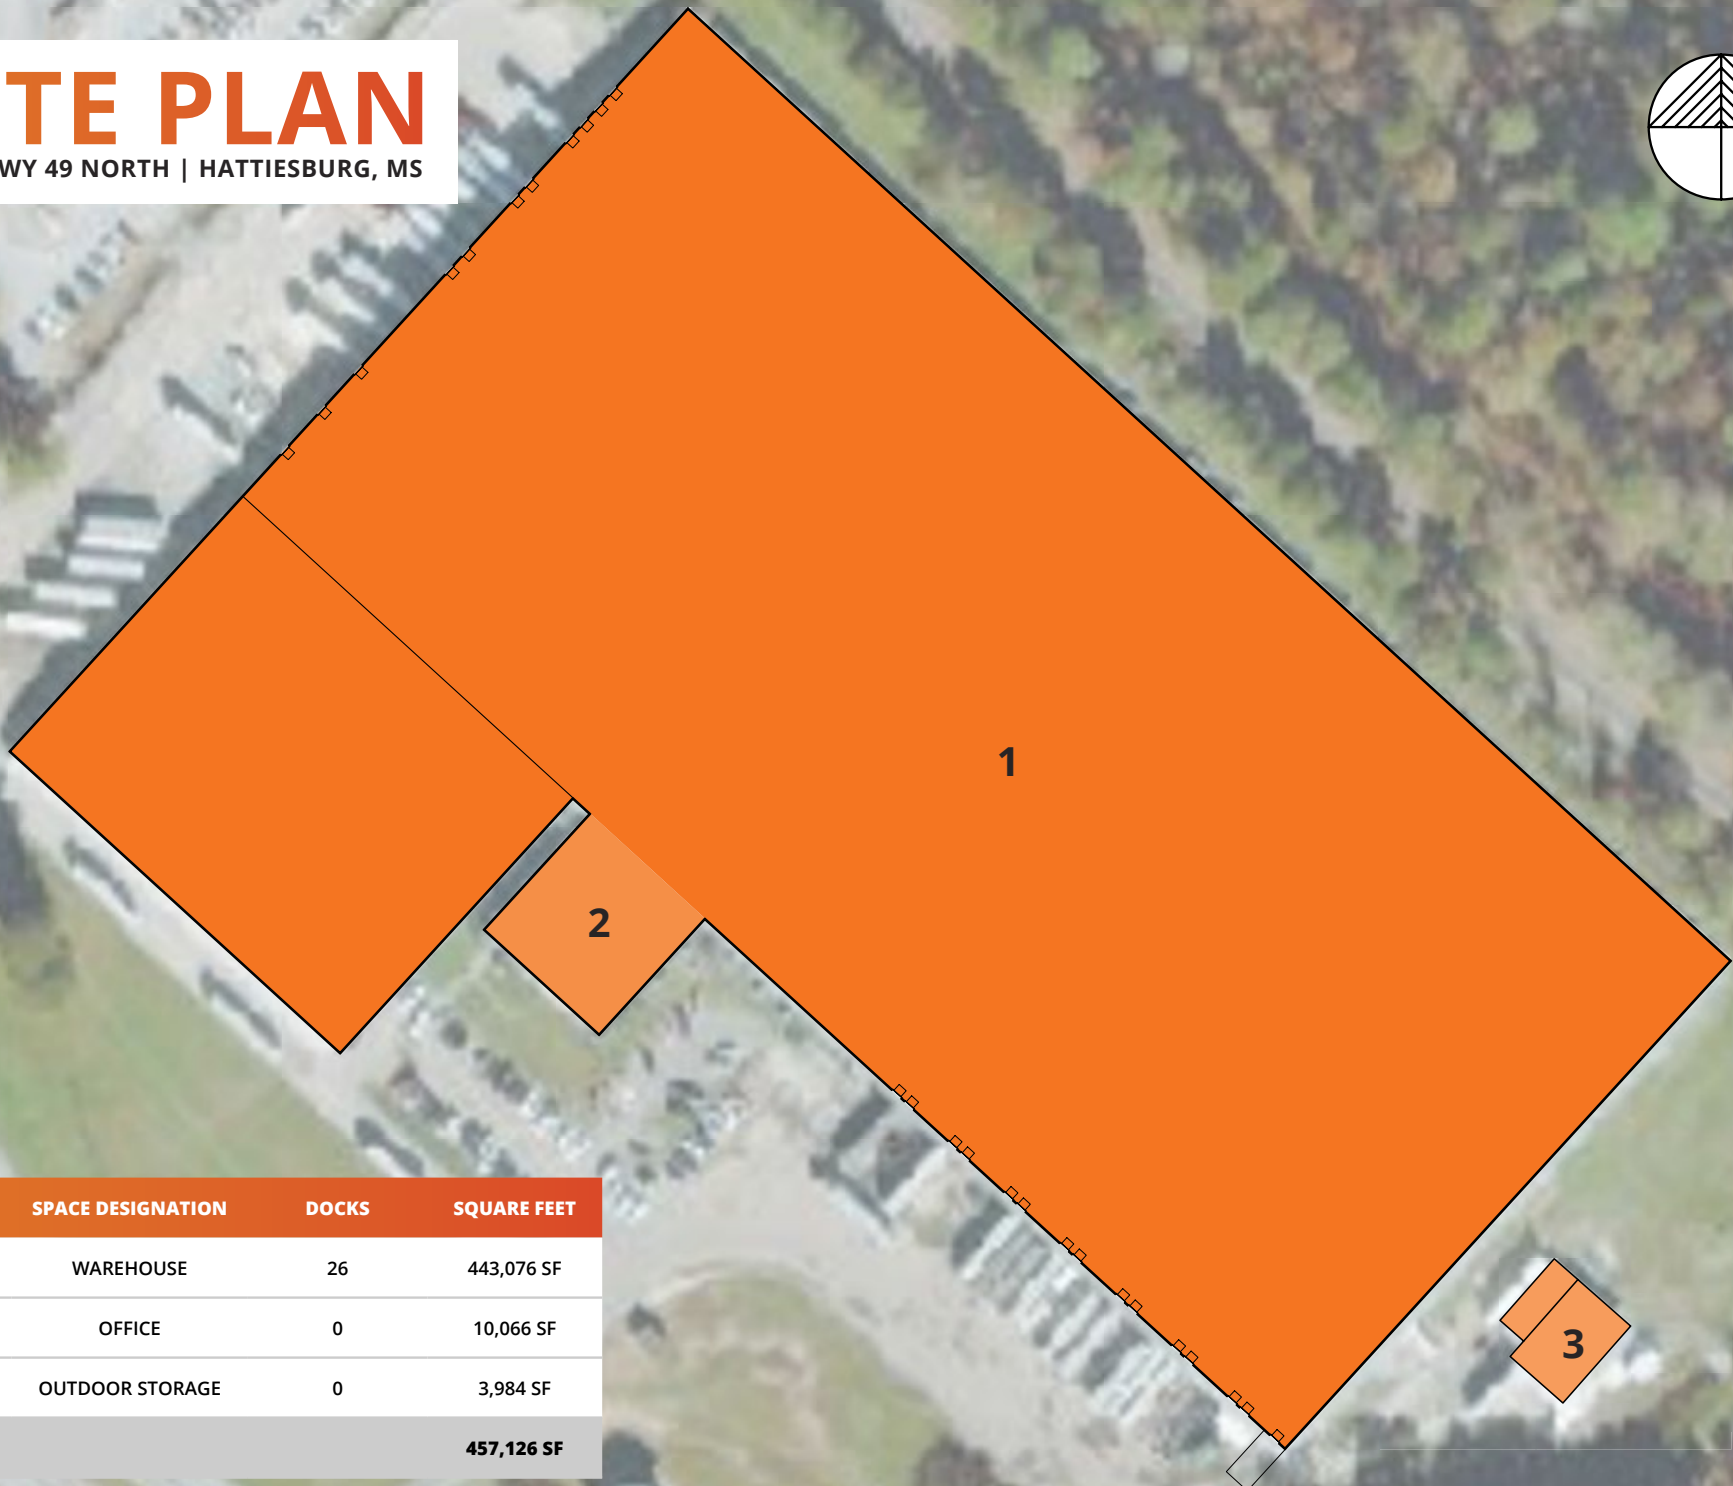 TE PLAN
WY 49 NORTH | HATTIESBURG, MS
1
2
3
SPACE DESIGNATION DOCKS SQUARE FEET
WAREHOUSE 26 443,076 SF
OFFICE 0 10,066 SF
OUTDOOR STORAGE 0 3,984 SF
457,126 SF